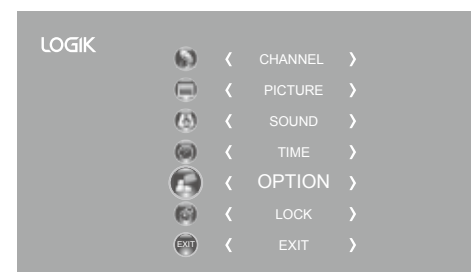 LOGIK
CHANNEL
PICTURE
SOUND
TIME
OPTION
LOCK
EXIT EXIT